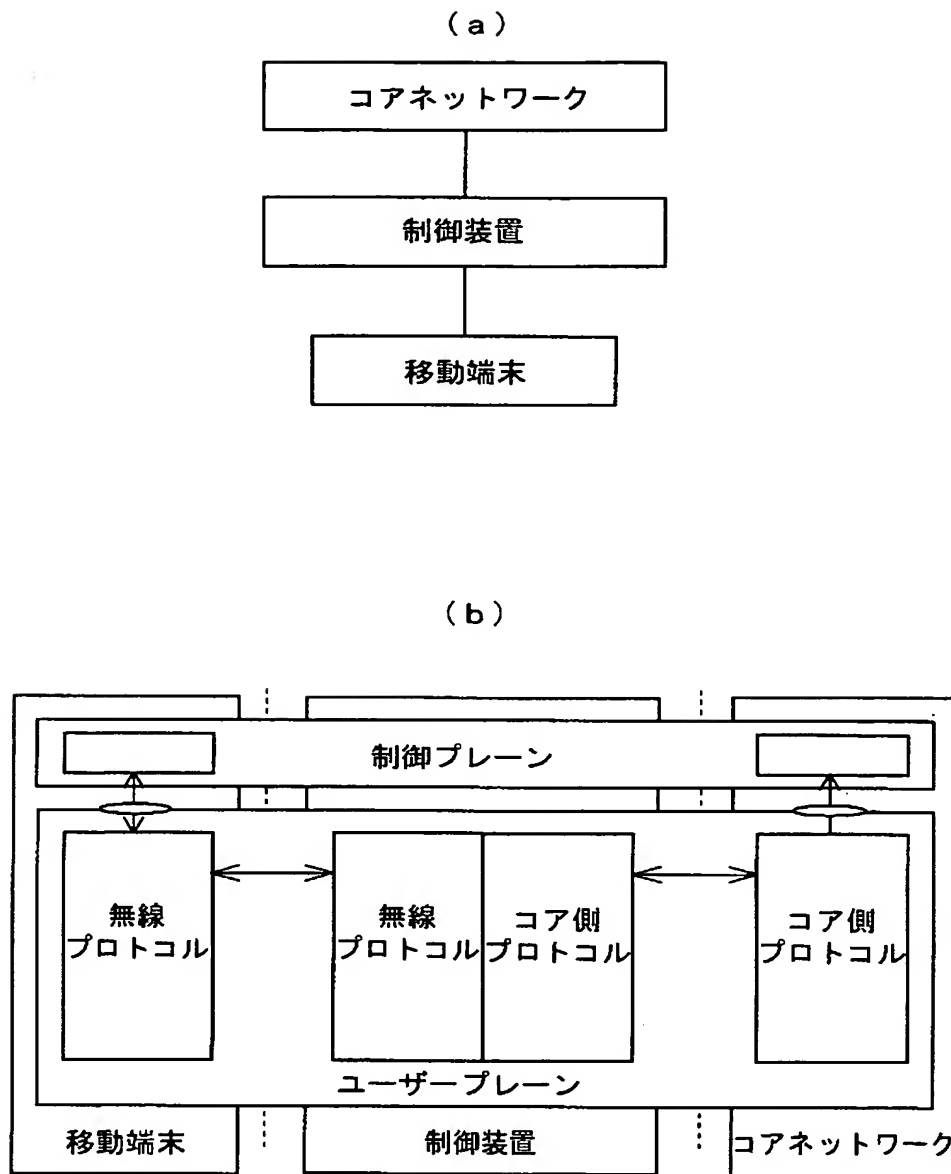 (a)
コアネットワーク
制御装置
移動端末
(b)
制御プレーン
無線
プロトコル
無線
プロトコル
コア側
プロトコル
コア側
プロトコル
ユーザープレーン
移動端末
制御装置
コアネットワーク